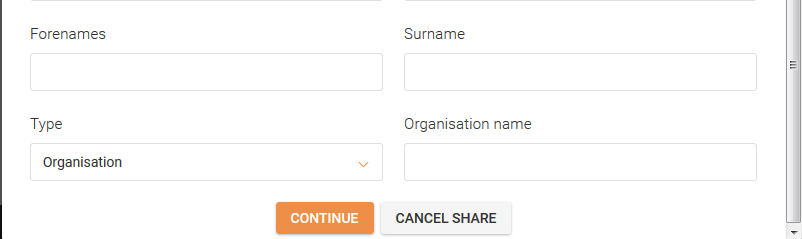 Forenames
Surname
Type
Organisation name
Organisation
CONTINUE
CANCEL SHARE